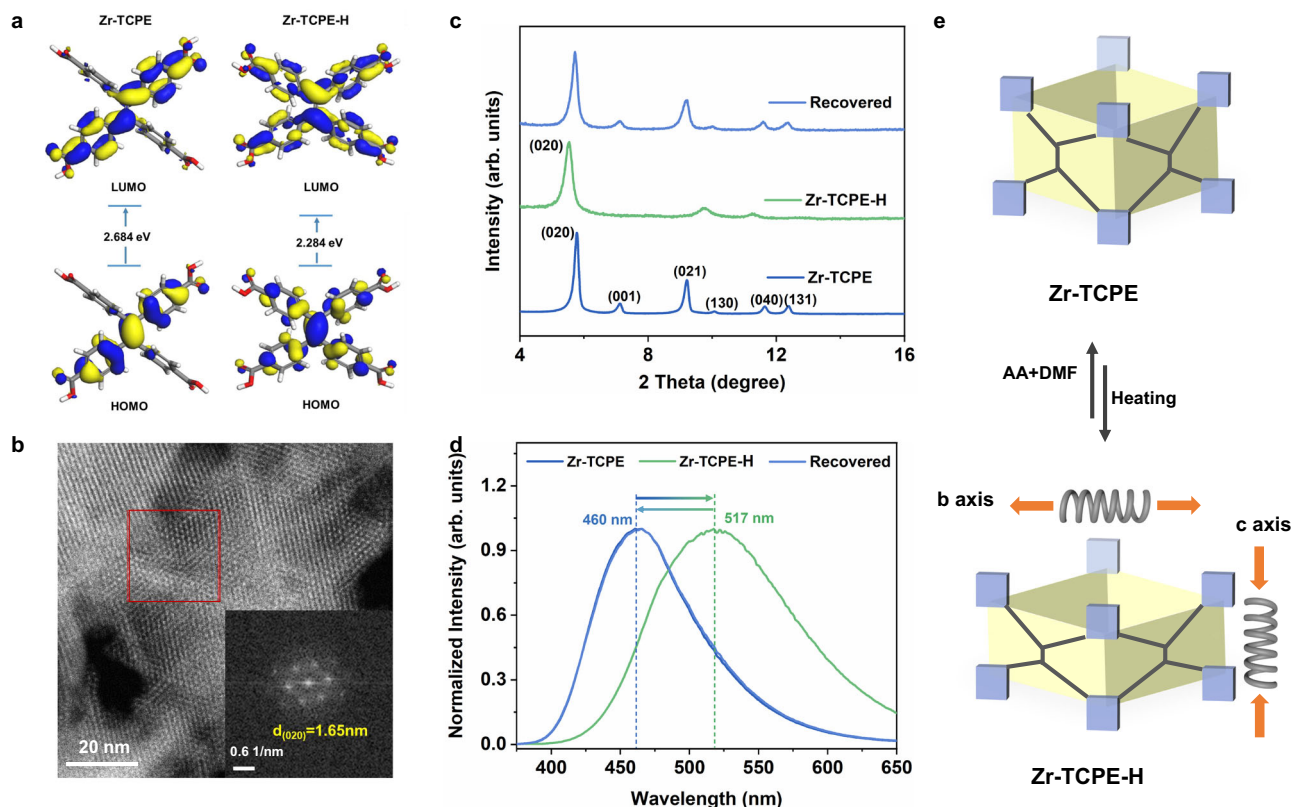 a
Zr-TCPE
Zr-TCPE-H
LUMO
LUMO
2.684 eV
2.284 eV
HOMO
HOMO
b
20 nm
d(020)=1.65nm
0.6 1/nm
c
Intensity (arb. units)
Recovered
(020)
Zr-TCPE-H
(020)
(001)
(021)
(130)
(040)
(131)
Zr-TCPE
4
8
12
16
2 Theta (degree)
d
Normalized Intensity (arb. units)
Zr-TCPE
Zr-TCPE-H
Recovered
460 nm
517 nm
1.2
0.9
0.6
0.3
0.0
400
450
500
550
600
650
Wavelength (nm)
e
Zr-TCPE
AA+DMF
Heating
b axis
c axis
Zr-TCPE-H